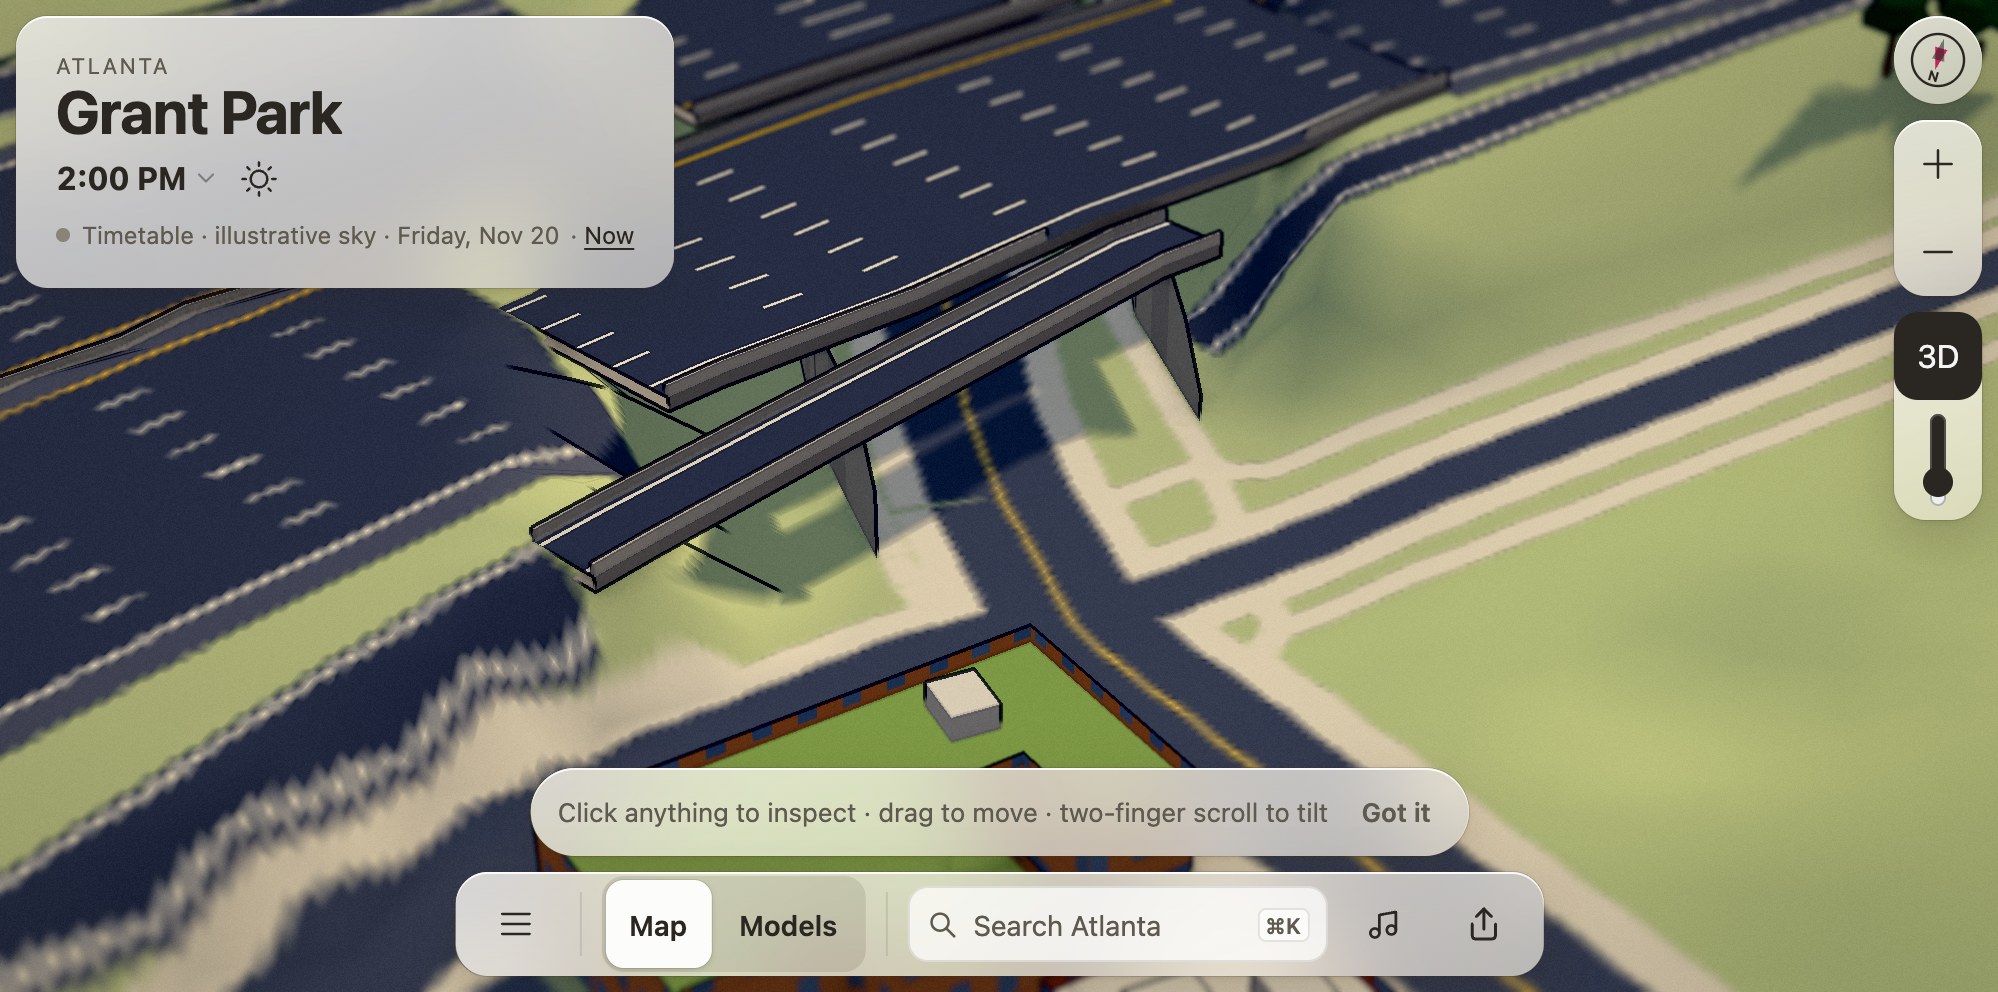 ATLANTA
Grant Park
2:00 PM
Timetable · illustrative sky · Friday, Nov 20 · Now
N
3D
Click anything to inspect · drag to move · two-finger scroll to tilt Got it
Map Models Search Atlanta ⌘K